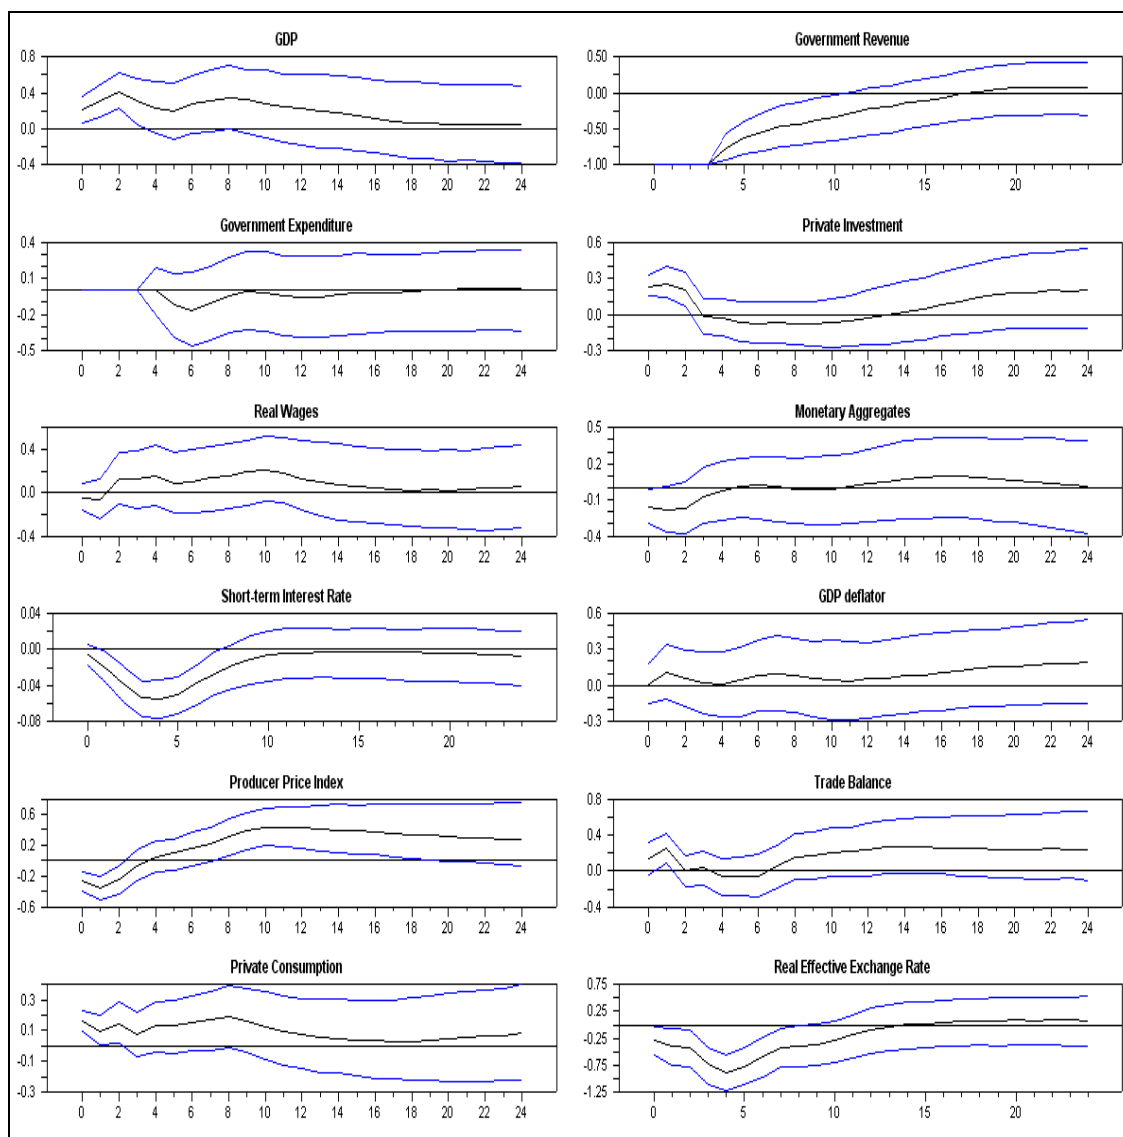 GDP
0.8
0.4
0.0
-0.4
0 2 4 6 8 10 12 14 16 18 20 22 24
Government Revenue
0.50
0.00
-0.50
-1.00
0 5 10 15 20
Government Expenditure
0.4
0.1
-0.2
-0.5
0 2 4 6 8 10 12 14 16 18 20 22 24
Private Investment
0.6
0.3
0.0
-0.3
0 2 4 6 8 10 12 14 16 18 20 22 24
Real Wages
0.4
0.0
-0.4
0 2 4 6 8 10 12 14 16 18 20 22 24
Monetary Aggregates
0.5
0.2
-0.1
-0.4
0 2 4 6 8 10 12 14 16 18 20 22 24
Short-term Interest Rate
0.04
0.00
-0.04
-0.08
0 5 10 15 20
GDP deflator
0.6
0.3
0.0
-0.3
0 2 4 6 8 10 12 14 16 18 20 22 24
Producer Price Index
0.6
0.2
-0.2
-0.6
0 2 4 6 8 10 12 14 16 18 20 22 24
Trade Balance
0.8
0.4
0.0
-0.4
0 2 4 6 8 10 12 14 16 18 20 22 24
Private Consumption
0.3
0.1
-0.1
-0.3
0 2 4 6 8 10 12 14 16 18 20 22 24
Real Effective Exchange Rate
0.75
0.25
-0.25
-0.75
-1.25
0 5 10 15 20